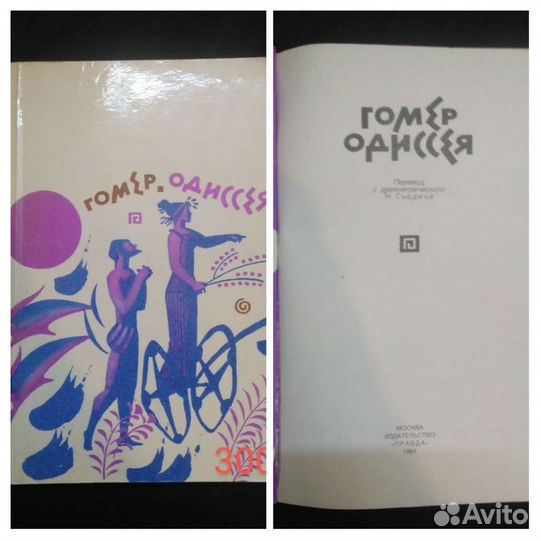 ГОМЕР. ОДИССЕЯ
300
ГОМЕР
ОДИССЕЯ
Перевод
с древнегреческого
Н. Гнедича
МОСКВА
ИЗДАТЕЛЬСТВО
«ПРАВДА»
1984
Avito